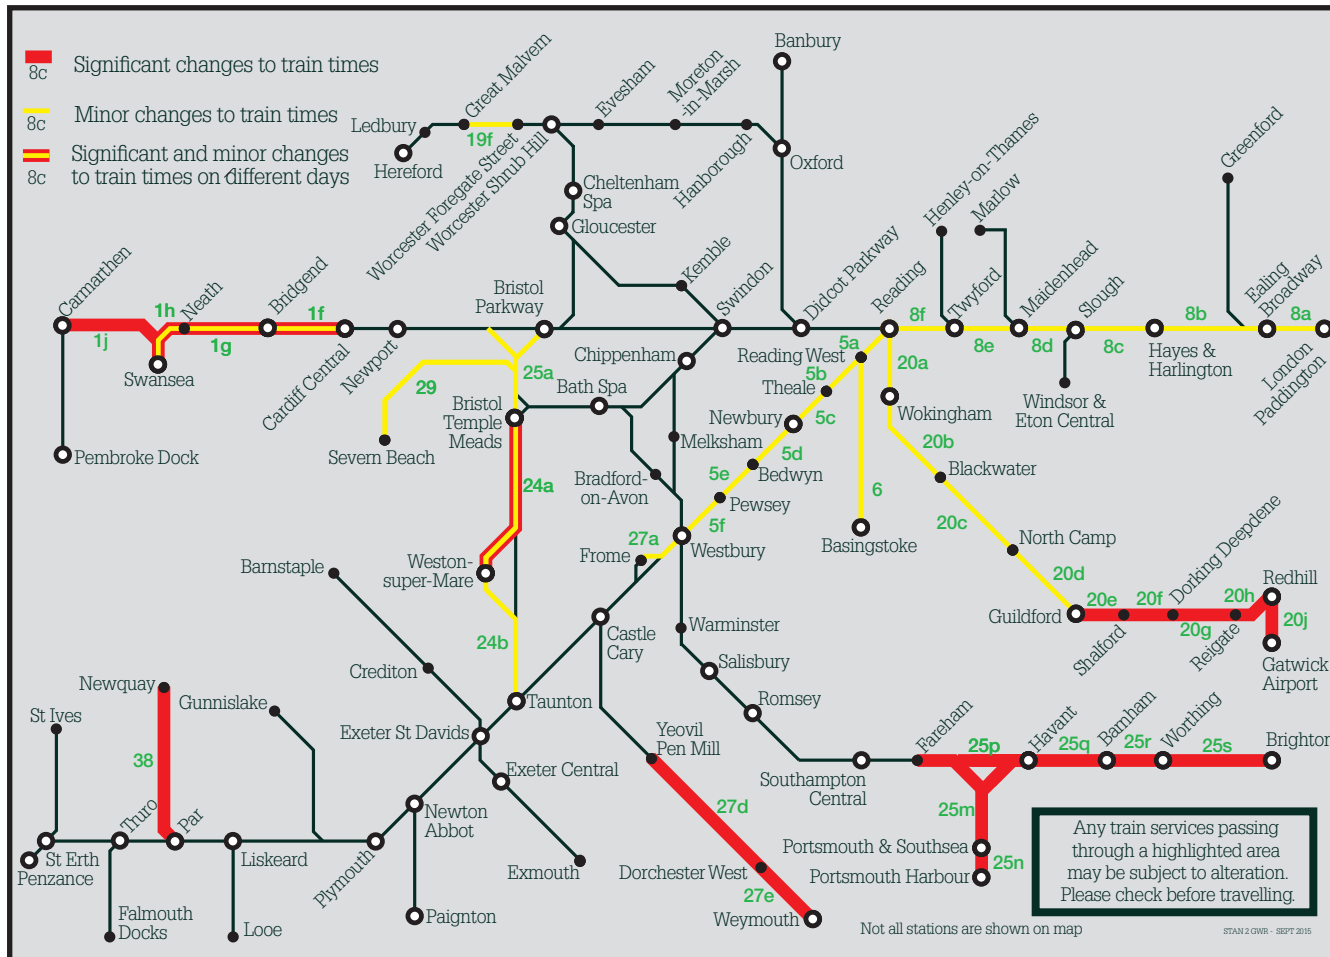 Significant changes to train times
8c
Minor changes to train times
8c
Significant and minor changes
to train times on different days
8c
Banbury
Great Malvern
Evesham
Moreton
-in-Marsh
Ledbury
19f
Hereford
Worcester Foregate Street
Worcester Shrub Hill
Hanborough
Oxford
Cheltenham
Spa
Gloucester
Kemble
Henley-on-Thames
Marlow
Greenford
Carmarthen
1j
1h
Neath
1g
Bridgend
1f
Swansea
Cardiff Central
Newport
Bristol
Parkway
Swindon
Didcot Parkway
Reading
8f
Twyford
8e
Maidenhead
8d
Slough
8c
8b
Hayes &
Harlington
Ealing
Broadway
8a
London
Paddington
Windsor &
Eton Central
Pembroke Dock
29
25a
Severn Beach
Bristol
Temple
Meads
Bath Spa
Chippenham
Melksham
Bradford-
on-Avon
Reading West
5a
5b
Theale
5c
Newbury
5d
Bedwyn
5e
Pewsey
5f
Westbury
20a
Wokingham
20b
Blackwater
6
Basingstoke
20c
North Camp
20d
Guildford
20e
Shalford
20f
Dorking Deepdene
20g
Reigate
20h
Redhill
20j
Gatwick
Airport
24a
Weston-
super-Mare
24b
27a
Frome
Barnstaple
Castle
Cary
Warminster
Salisbury
Romsey
Crediton
Taunton
Newquay
Gunnislake
St Ives
38
Exeter St Davids
Exeter Central
Yeovil
Pen Mill
Southampton
Central
Fareham
25p
Havant
25q
Barnham
25r
Worthing
25s
Brighton
25m
Portsmouth & Southsea
25n
Portsmouth Harbour
27d
Dorchester West
27e
Weymouth
Newton
Abbot
Exmouth
Paignton
Plymouth
Liskeard
Looe
Par
Truro
Falmouth
Docks
St Erth
Penzance
Any train services passing
through a highlighted area
may be subject to alteration.
Please check before travelling.
Not all stations are shown on map
STAN 2 GWR - SEPT 2015